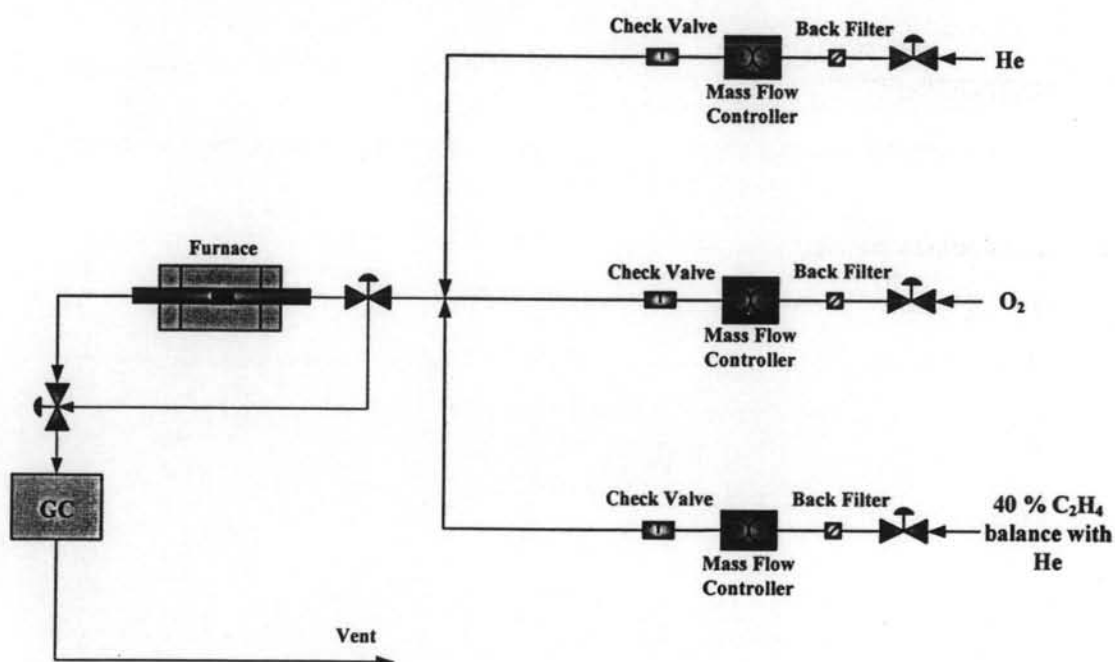 Check Valve
Back Filter
He
Mass Flow
Controller
Furnace
Check Valve
Back Filter
O₂
Mass Flow
Controller
GC
Check Valve
Back Filter
40 % C₂H₄
balance with
He
Mass Flow
Controller
Vent